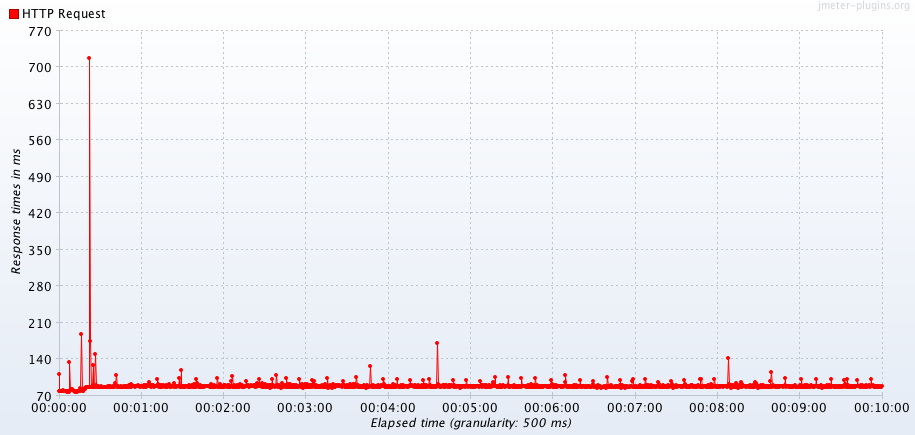 jmeter-plugins.org
HTTP Request
770
700
630
560
490
420
350
280
210
140
70
Response times in ms
00:00:00 00:01:00 00:02:00 00:03:00 00:04:00 00:05:00 00:06:00 00:07:00 00:08:00 00:09:00 00:10:00
Elapsed time (granularity: 500 ms)